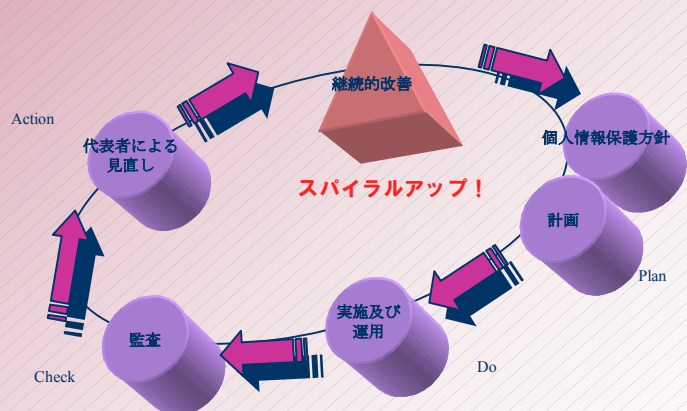 継続的改善
Action
代表者による
見直し
個人情報保護方針
スパイラルアップ！
計画
Plan
実施及び
運用
監査
Do
Check